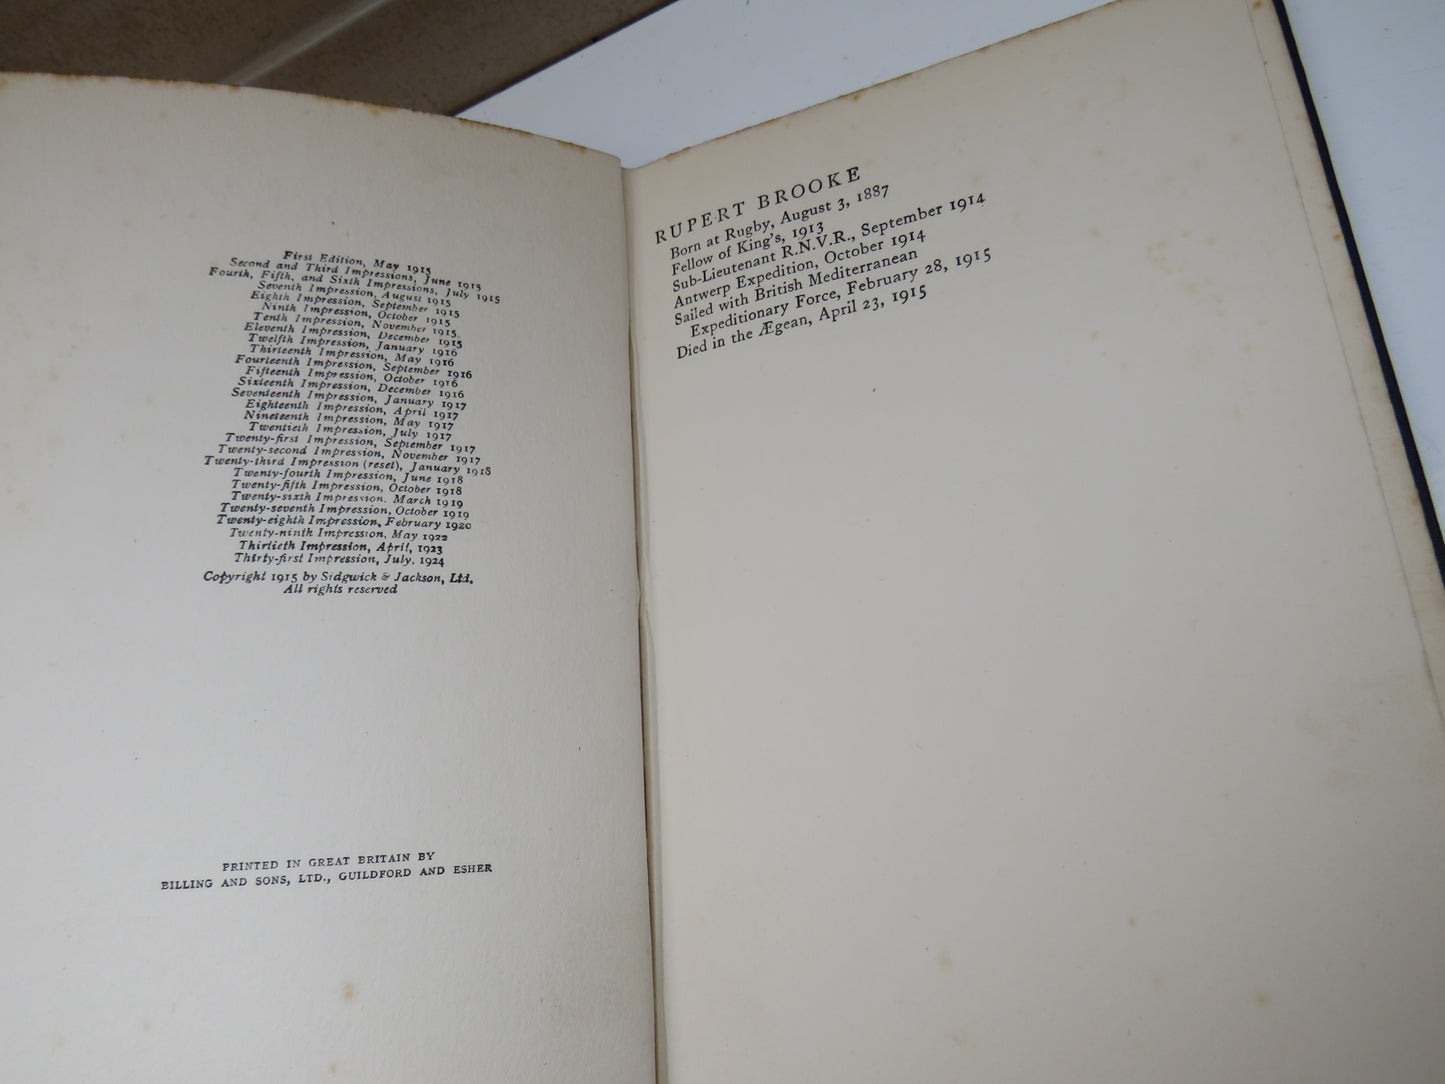 First Edition, May 1915
Second and Third Impressions, June 1915
Fourth, Fifth, and Sixth Impressions, July 1915
Seventh Impression, August 1915
Eighth Impression, September 1915
Ninth Impression, October 1915
Tenth Impression, November 1915
Eleventh Impression, December 1915
Twelfth Impression, January 1916
Thirteenth Impression, May 1916
Fourteenth Impression, September 1916
Fifteenth Impression, October 1916
Sixteenth Impression, December 1916
Seventeenth Impression, January 1917
Eighteenth Impression, April 1917
Nineteenth Impression, May 1917
Twentieth Impression, July 1917
Twenty-first Impression, September 1917
Twenty-second Impression, November 1917
Twenty-third Impression (reset), January 1918
Twenty-fourth Impression, June 1918
Twenty-fifth Impression, October 1918
Twenty-sixth Impression, March 1919
Twenty-seventh Impression, October 1919
Twenty-eighth Impression, February 1920
Twenty-ninth Impression, May 1922
Thirtieth Impression, April, 1923
Thirty-first Impression, July, 1924
Copyright 1915 by Sidgwick & Jackson, Ltd.
All rights reserved
PRINTED IN GREAT BRITAIN BY
BILLING AND SONS, LTD., GUILDFORD AND ESHER
RUPERT BROOKE
Born at Rugby, August 3, 1887
Fellow of King's, 1913
Sub-Lieutenant R.N.V.R., September 1914
Antwerp Expedition, October 1914
Sailed with British Mediterranean
Expeditionary Force, February 28, 1915
Died in the Ægean, April 23, 1915